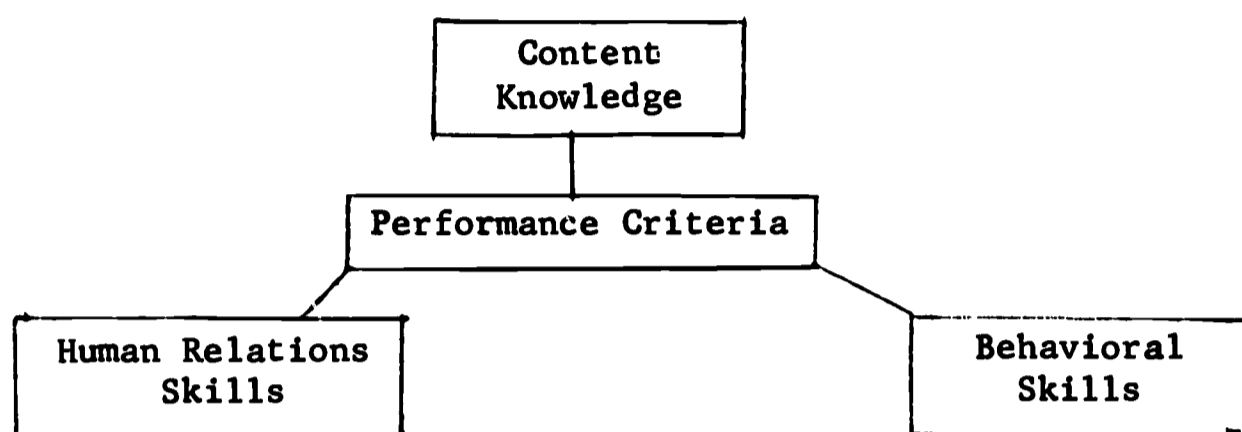 Content
Knowledge
Performance Criteria
Human Relations
Skills
Behavioral
Skills